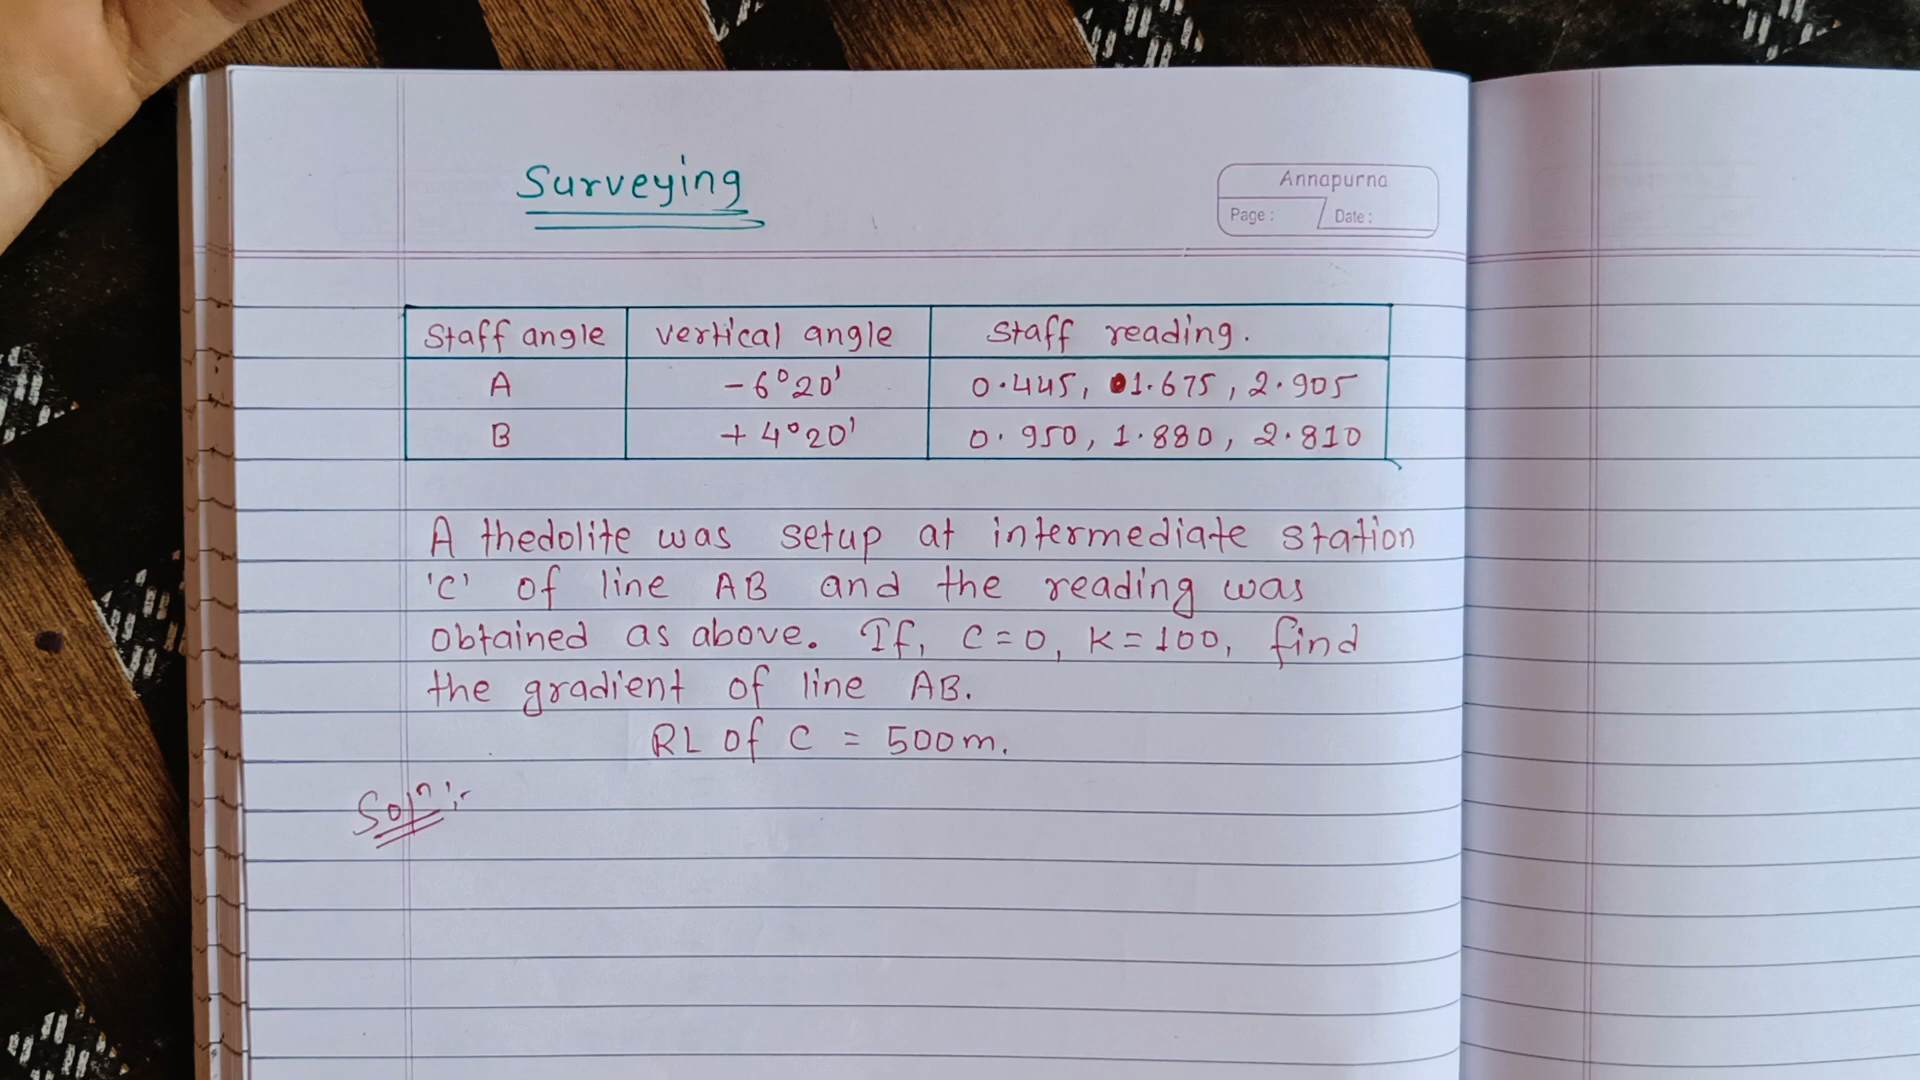 Surveying
Annapurna
Page :
Date :
Staff angle vertical angle staff reading.
A -6°20' 0.445, 1.675, 2.905
B +4°20' 0.950, 1.880, 2.810
A thedolite was setup at intermediate station
'C' of line AB and the reading was
obtained as above. If, C=0, K=100, find
the gradient of line AB.
RL of C = 500m.
Solⁿ:-